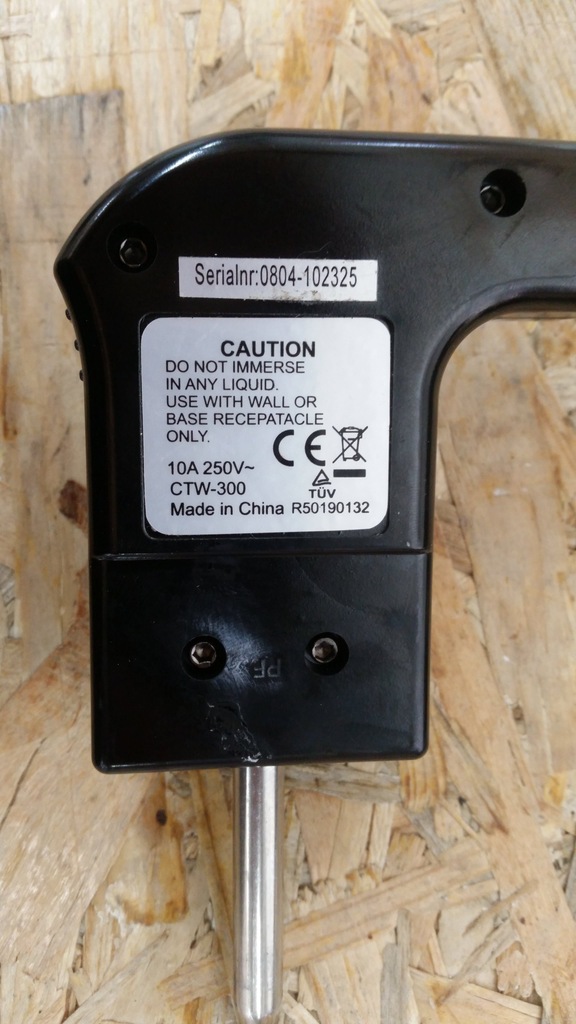 Serialnr:0804-102325
CAUTION
DO NOT IMMERSE
IN ANY LIQUID.
USE WITH WALL OR
BASE RECEPATACLE
ONLY.
CE
10A 250V~
CTW-300
TÜV
Made in China R50190132
PF